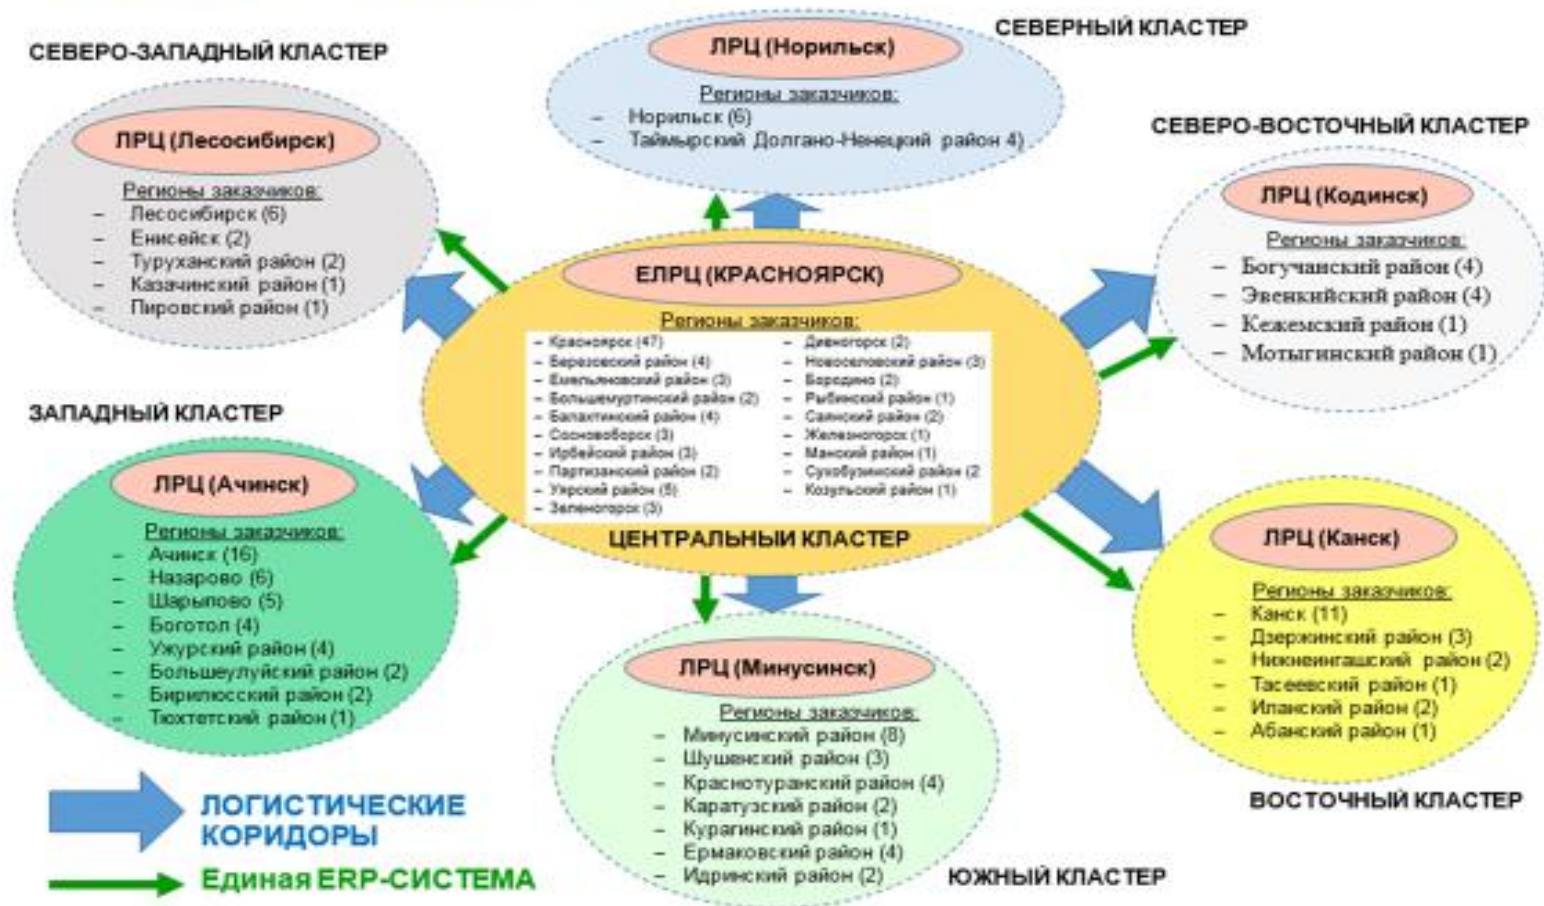 СЕВЕРО-ЗАПАДНЫЙ КЛАСТЕР
ЛРЦ (Лесосибирск)
Регионы заказчиков:
– Лесосибирск (6)
– Енисейск (2)
– Туруханский район (2)
– Казачинский район (1)
– Пировский район (1)
СЕВЕРНЫЙ КЛАСТЕР
ЛРЦ (Норильск)
Регионы заказчиков:
– Норильск (6)
– Таймырский Долгано-Ненецкий район 4)
СЕВЕРО-ВОСТОЧНЫЙ КЛАСТЕР
ЛРЦ (Кодинск)
Регионы заказчиков:
– Богучанский район (4)
– Эвенкийский район (4)
– Кежемский район (1)
– Мотыгинский район (1)
ЕЛРЦ (КРАСНОЯРСК)
Регионы заказчиков:
– Красноярск (47)
– Березовский район (4)
– Емельяновский район (3)
– Большемуртинский район (2)
– Балахтинский район (4)
– Сосновоборск (3)
– Ирбейский район (3)
– Партизанский район (2)
– Уярский район (5)
– Зеленогорск (3)
– Дивногорск (2)
– Новоселовский район (3)
– Бородино (2)
– Рыбинский район (1)
– Саянский район (2)
– Железногорск (1)
– Манский район (1)
– Сухобузимский район (2
– Козульский район (1)
ЦЕНТРАЛЬНЫЙ КЛАСТЕР
ЗАПАДНЫЙ КЛАСТЕР
ЛРЦ (Ачинск)
Регионы заказчиков:
– Ачинск (16)
– Назарово (6)
– Шарыпово (5)
– Боготол (4)
– Ужурский район (4)
– Большеулуйский район (2)
– Бирилюсский район (2)
– Тюхтетский район (1)
ЛРЦ (Минусинск)
Регионы заказчиков:
– Минусинский район (8)
– Шушенский район (3)
– Краснотуранский район (4)
– Каратузский район (2)
– Курагинский район (1)
– Ермаковский район (4)
– Идринский район (2)
ЮЖНЫЙ КЛАСТЕР
ЛРЦ (Канск)
Регионы заказчиков:
– Канск (11)
– Дзержинский район (3)
– Нижнеингашский район (2)
– Тасеевский район (1)
– Иланский район (2)
– Абанский район (1)
ВОСТОЧНЫЙ КЛАСТЕР
ЛОГИСТИЧЕСКИЕ
КОРИДОРЫ
Единая ERP-СИСТЕМА